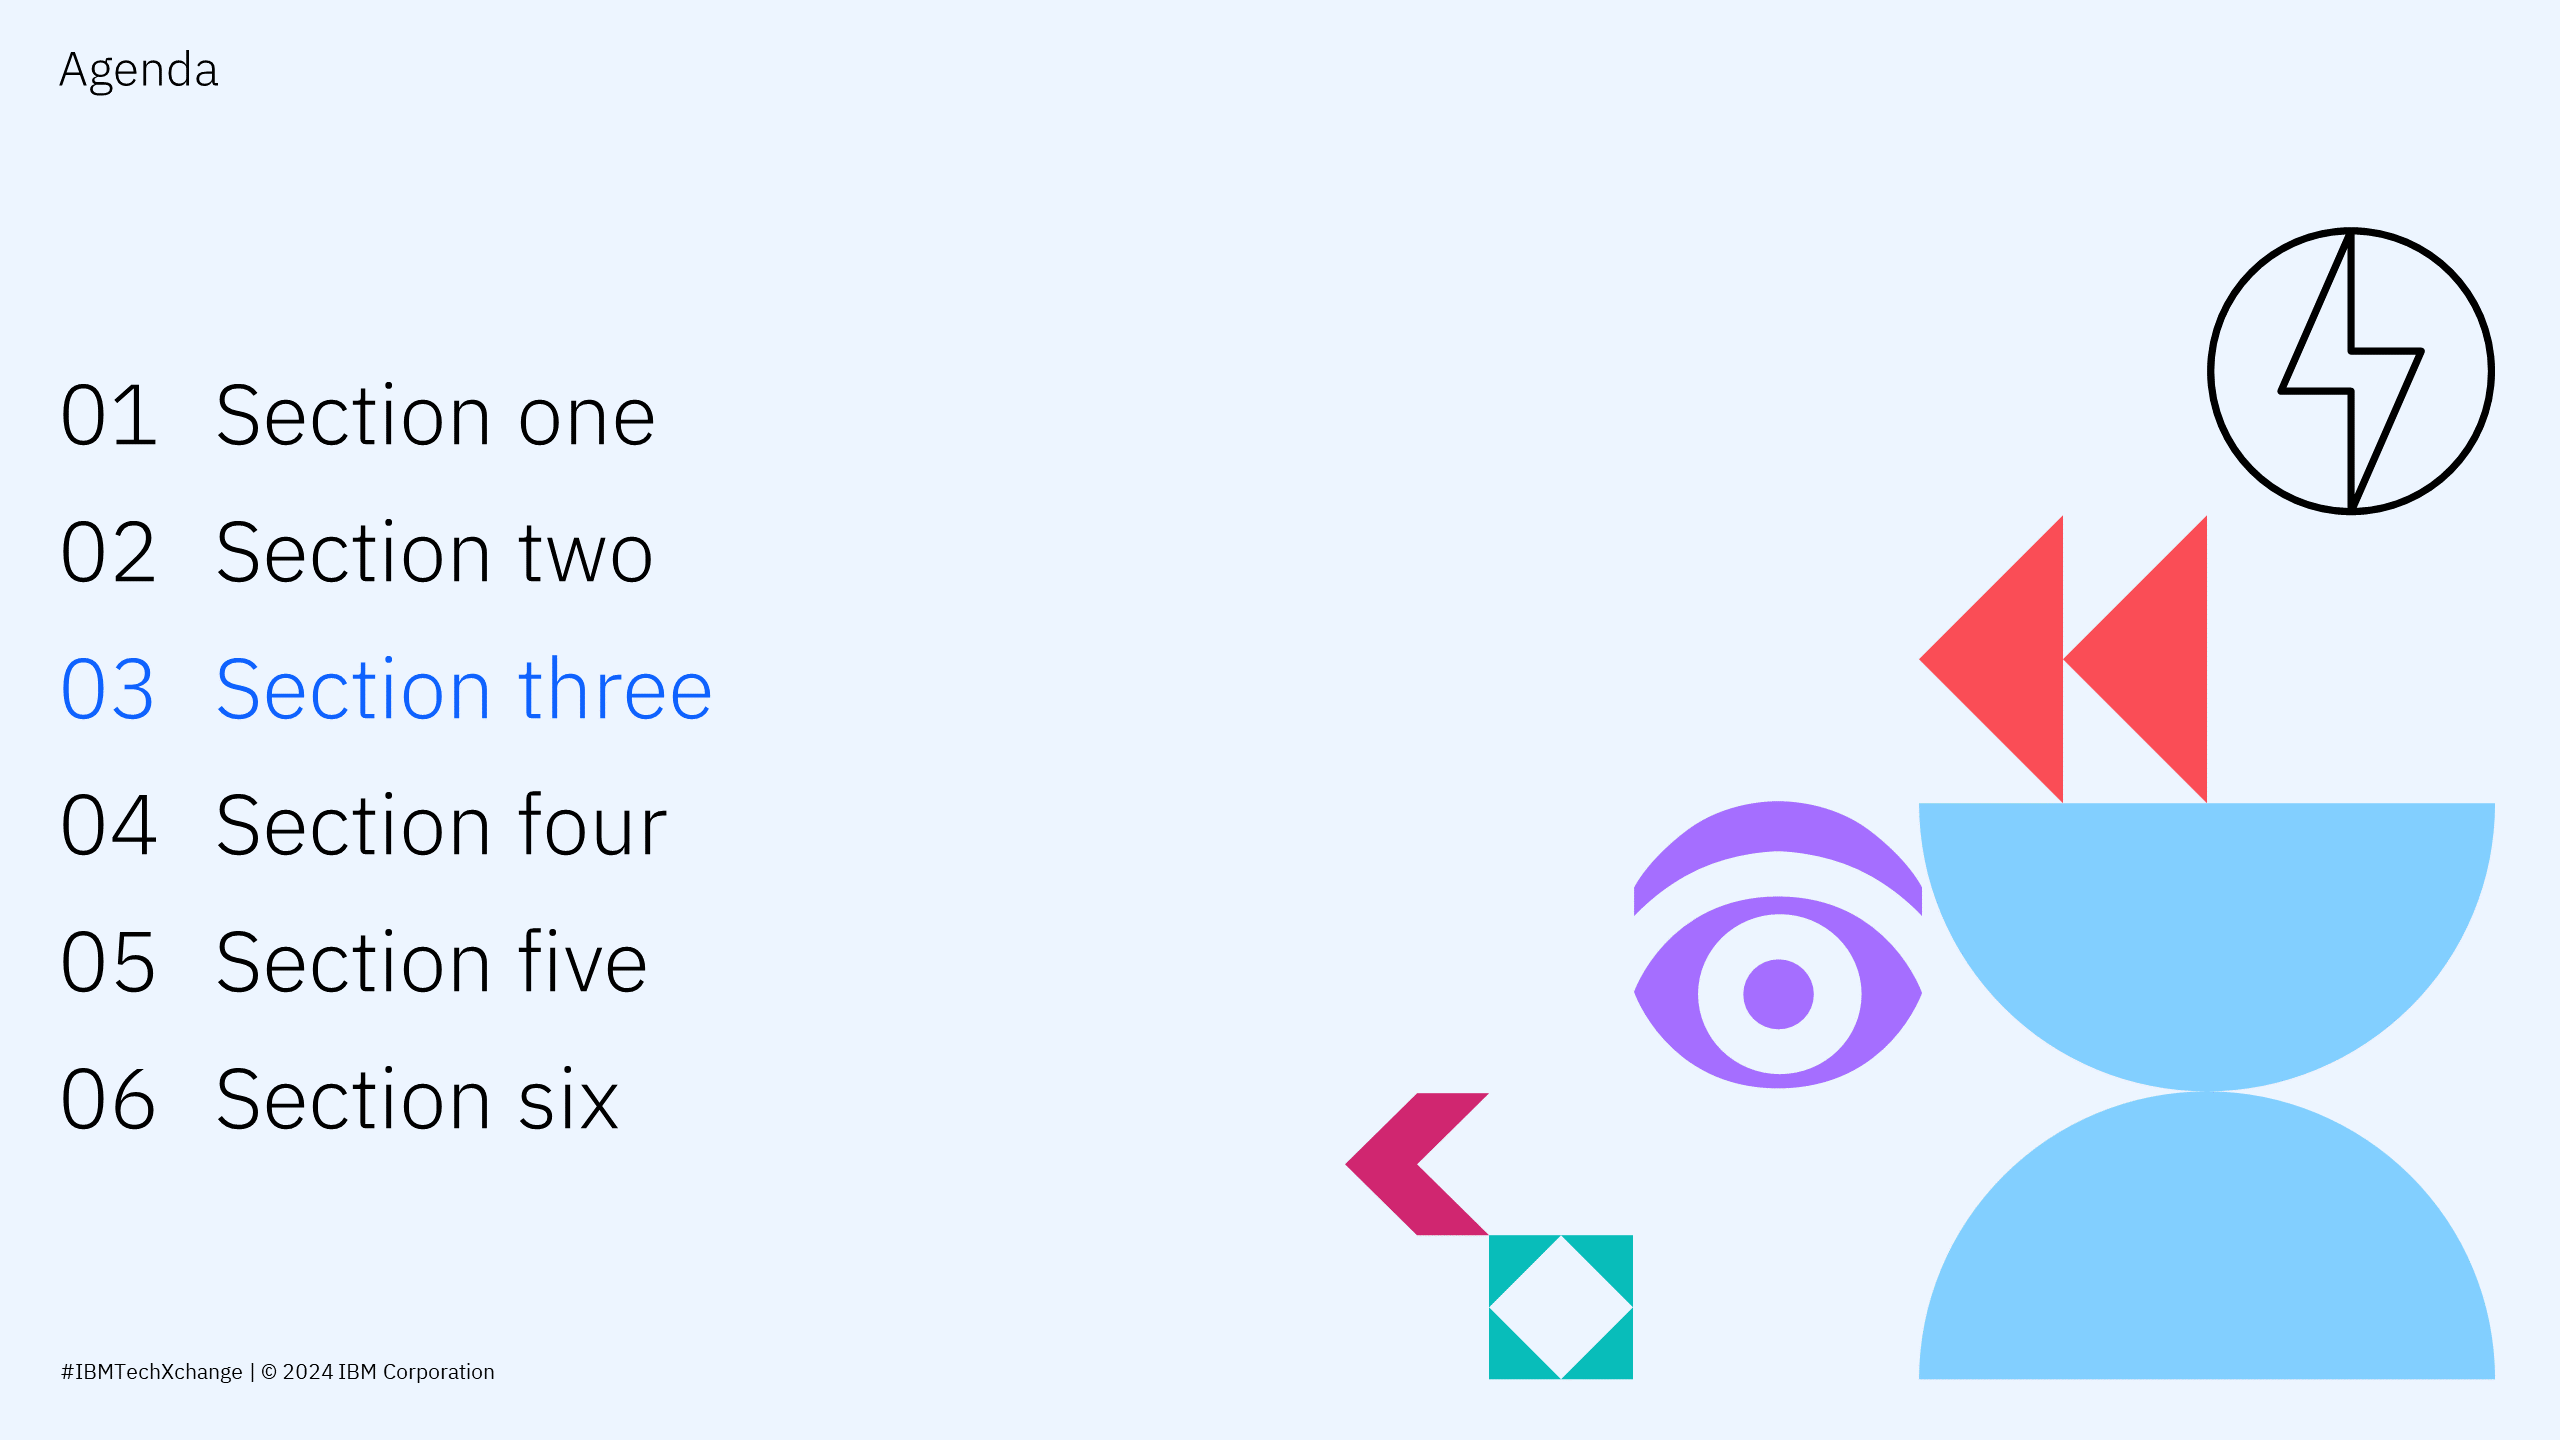 Agenda
01 Section one
02 Section two
03 Section three
04 Section four
05 Section five
06 Section six
#IBMTechXchange | © 2024 IBM Corporation